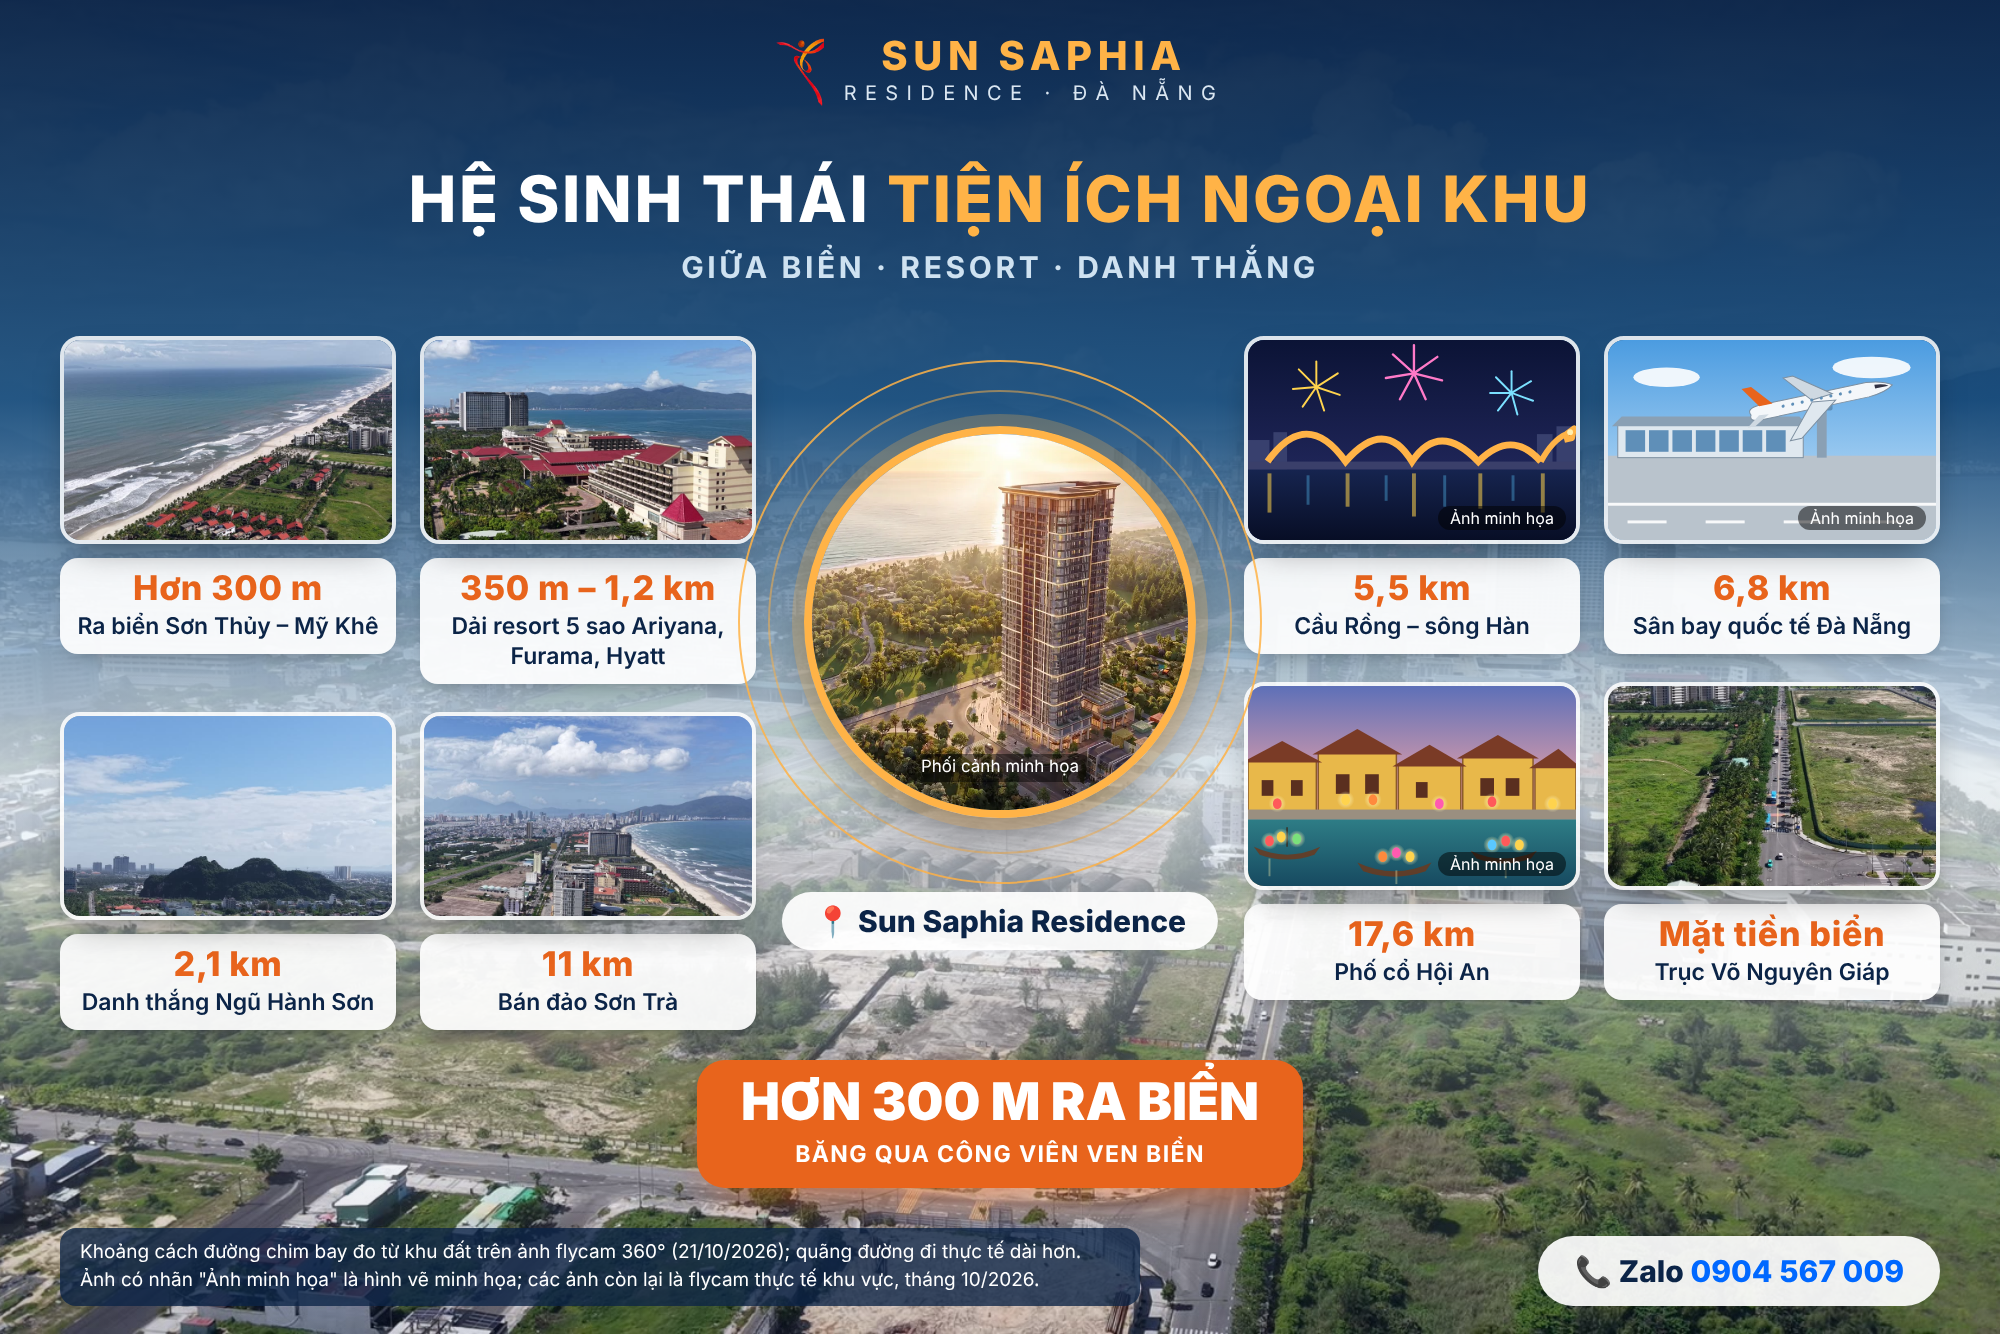 SUN SAPHIA
RESIDENCE · ĐÀ NẴNG
HỆ SINH THÁI TIỆN ÍCH NGOẠI KHU
GIỮA BIỂN · RESORT · DANH THẮNG
Hơn 300 m
Ra biển Sơn Thủy – Mỹ Khê
350 m – 1,2 km
Dải resort 5 sao Ariyana,
Furama, Hyatt
2,1 km
Danh thắng Ngũ Hành Sơn
11 km
Bán đảo Sơn Trà
Phối cảnh minh họa
📍 Sun Saphia Residence
Ảnh minh họa
5,5 km
Cầu Rồng – sông Hàn
Ảnh minh họa
6,8 km
Sân bay quốc tế Đà Nẵng
Ảnh minh họa
17,6 km
Phố cổ Hội An
Mặt tiền biển
Trục Võ Nguyên Giáp
HƠN 300 M RA BIỂN
BĂNG QUA CÔNG VIÊN VEN BIỂN
Khoảng cách đường chim bay đo từ khu đất trên ảnh flycam 360° (21/10/2026); quãng đường đi thực tế dài hơn.
Ảnh có nhãn "Ảnh minh họa" là hình vẽ minh họa; các ảnh còn lại là flycam thực tế khu vực, tháng 10/2026.
📞 Zalo 0904 567 009